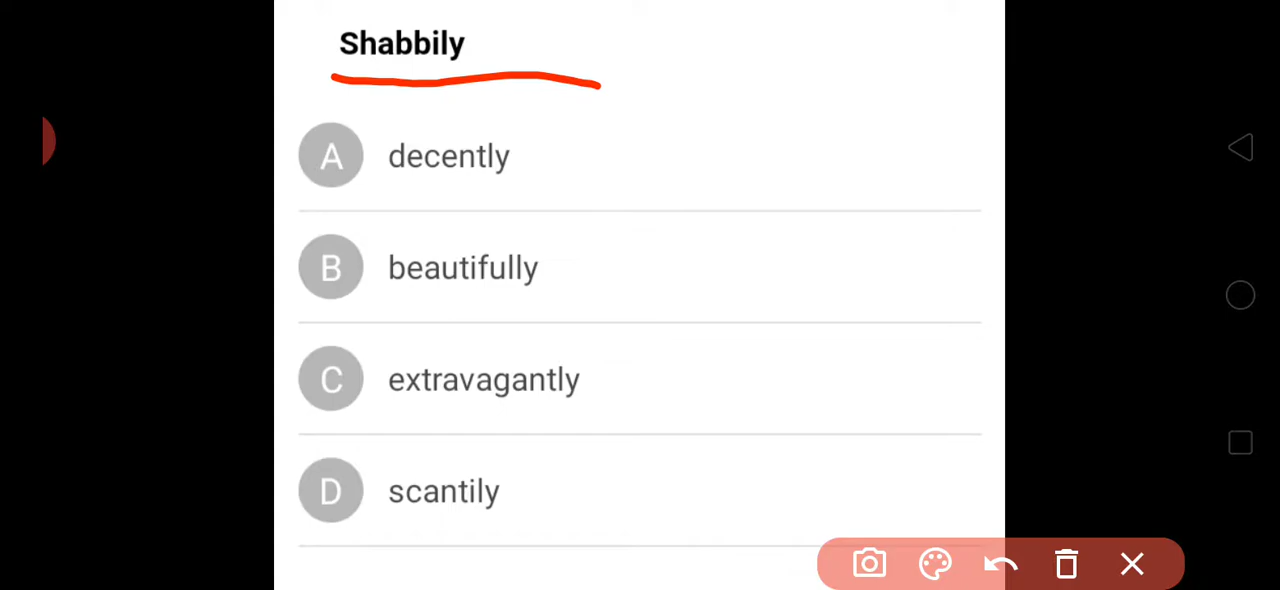 Shabbily
A decently
B beautifully
C extravagantly
D scantily